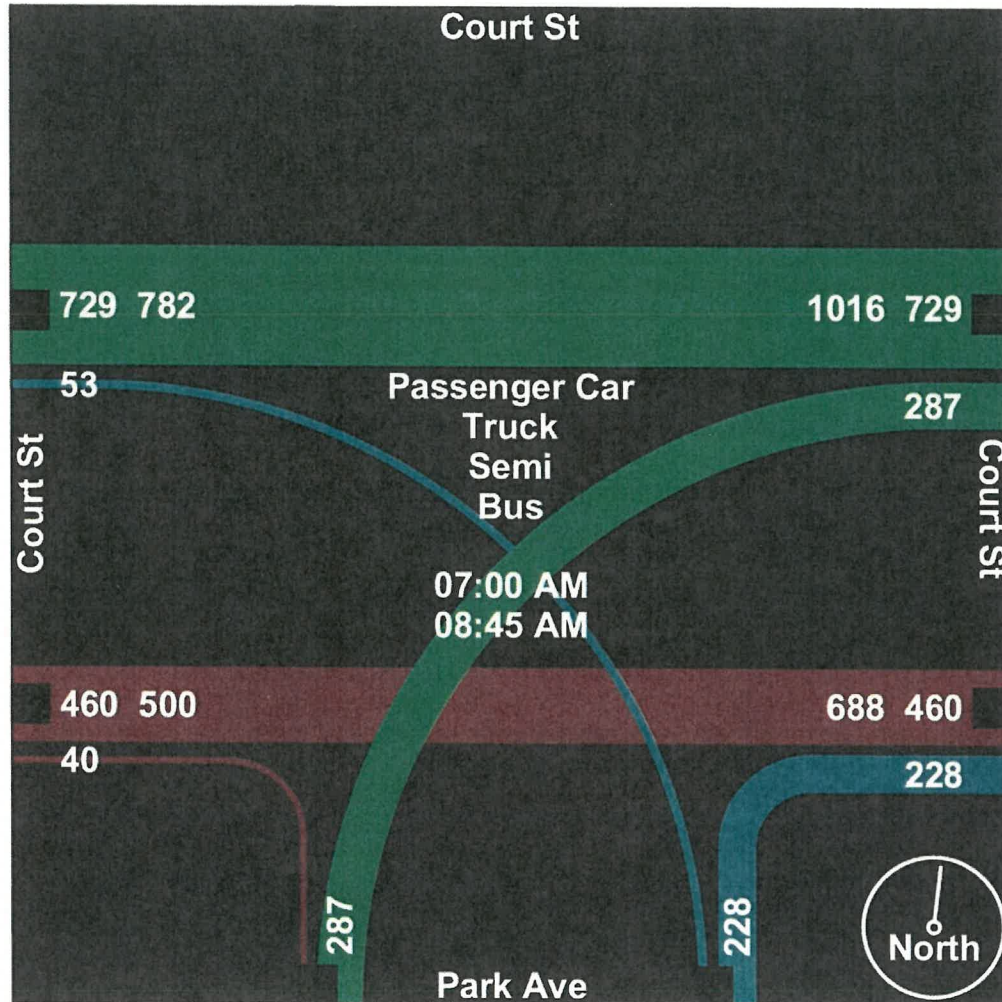 Court St
729 782
1016 729
53
Passenger Car
287
Truck
Semi
Bus
Court St
Court St
07:00 AM
08:45 AM
460 500
688 460
40
228
287
228
North
Park Ave